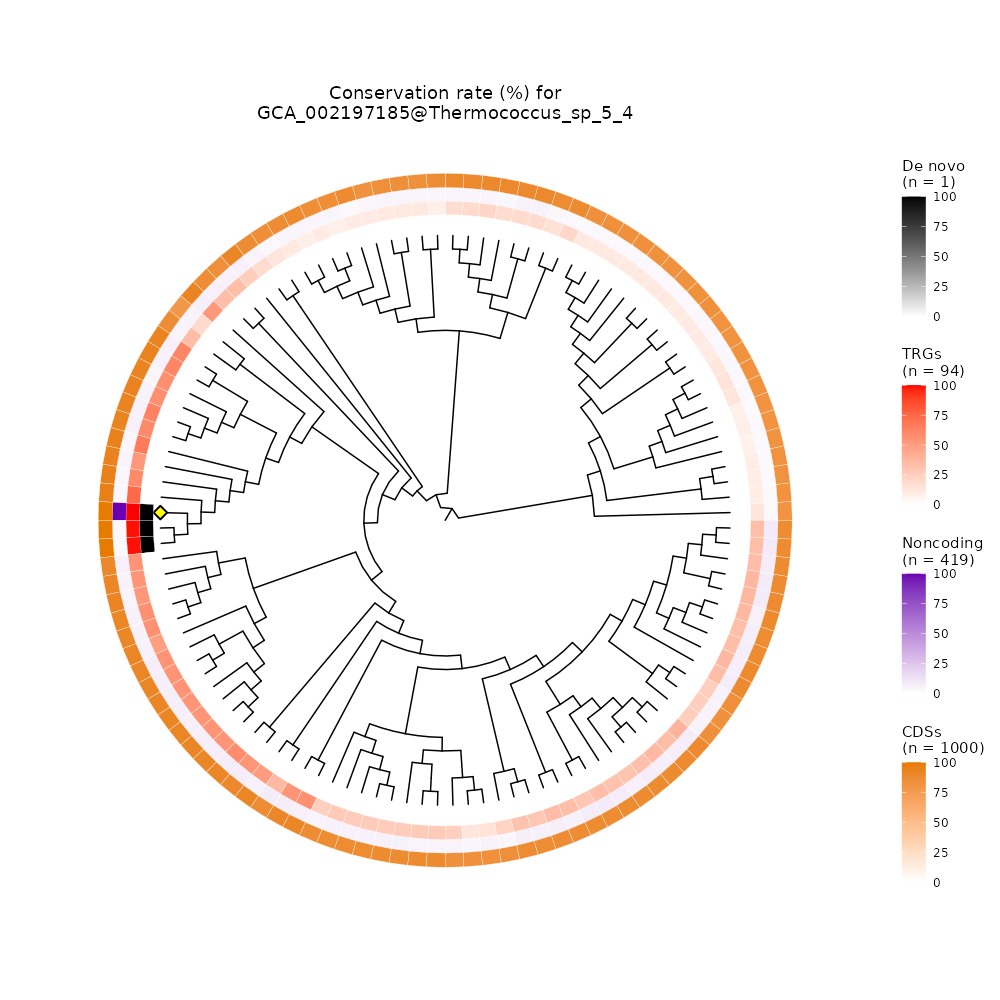 Conservation rate (%) for
GCA_002197185@Thermococcus_sp_5_4
De novo
(n = 1)
100
75
50
25
0
TRGs
(n = 94)
100
75
50
25
0
Noncoding
(n = 419)
100
75
50
25
0
CDSs
(n = 1000)
100
75
50
25
0